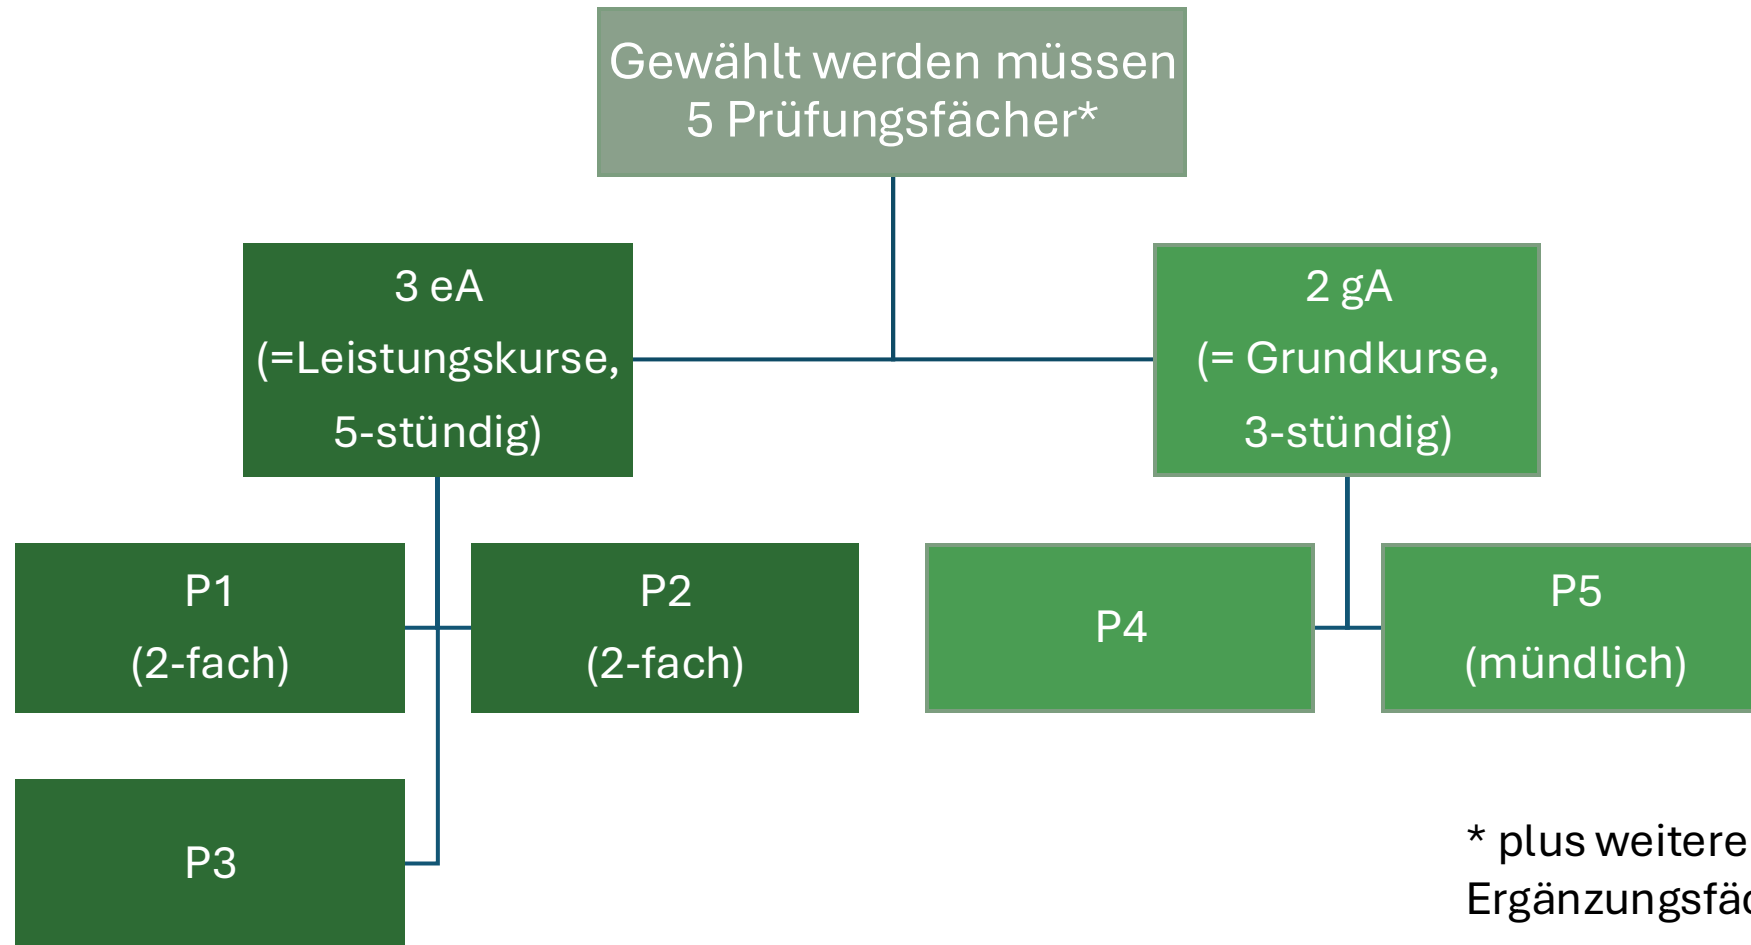 Gewählt werden müssen
5 Prüfungsfächer*
3 eA
(=Leistungskurse,
5-stündig)
2 gA
(= Grundkurse,
3-stündig)
P1
(2-fach)
P2
(2-fach)
P4
P5
(mündlich)
P3
* plus weitere